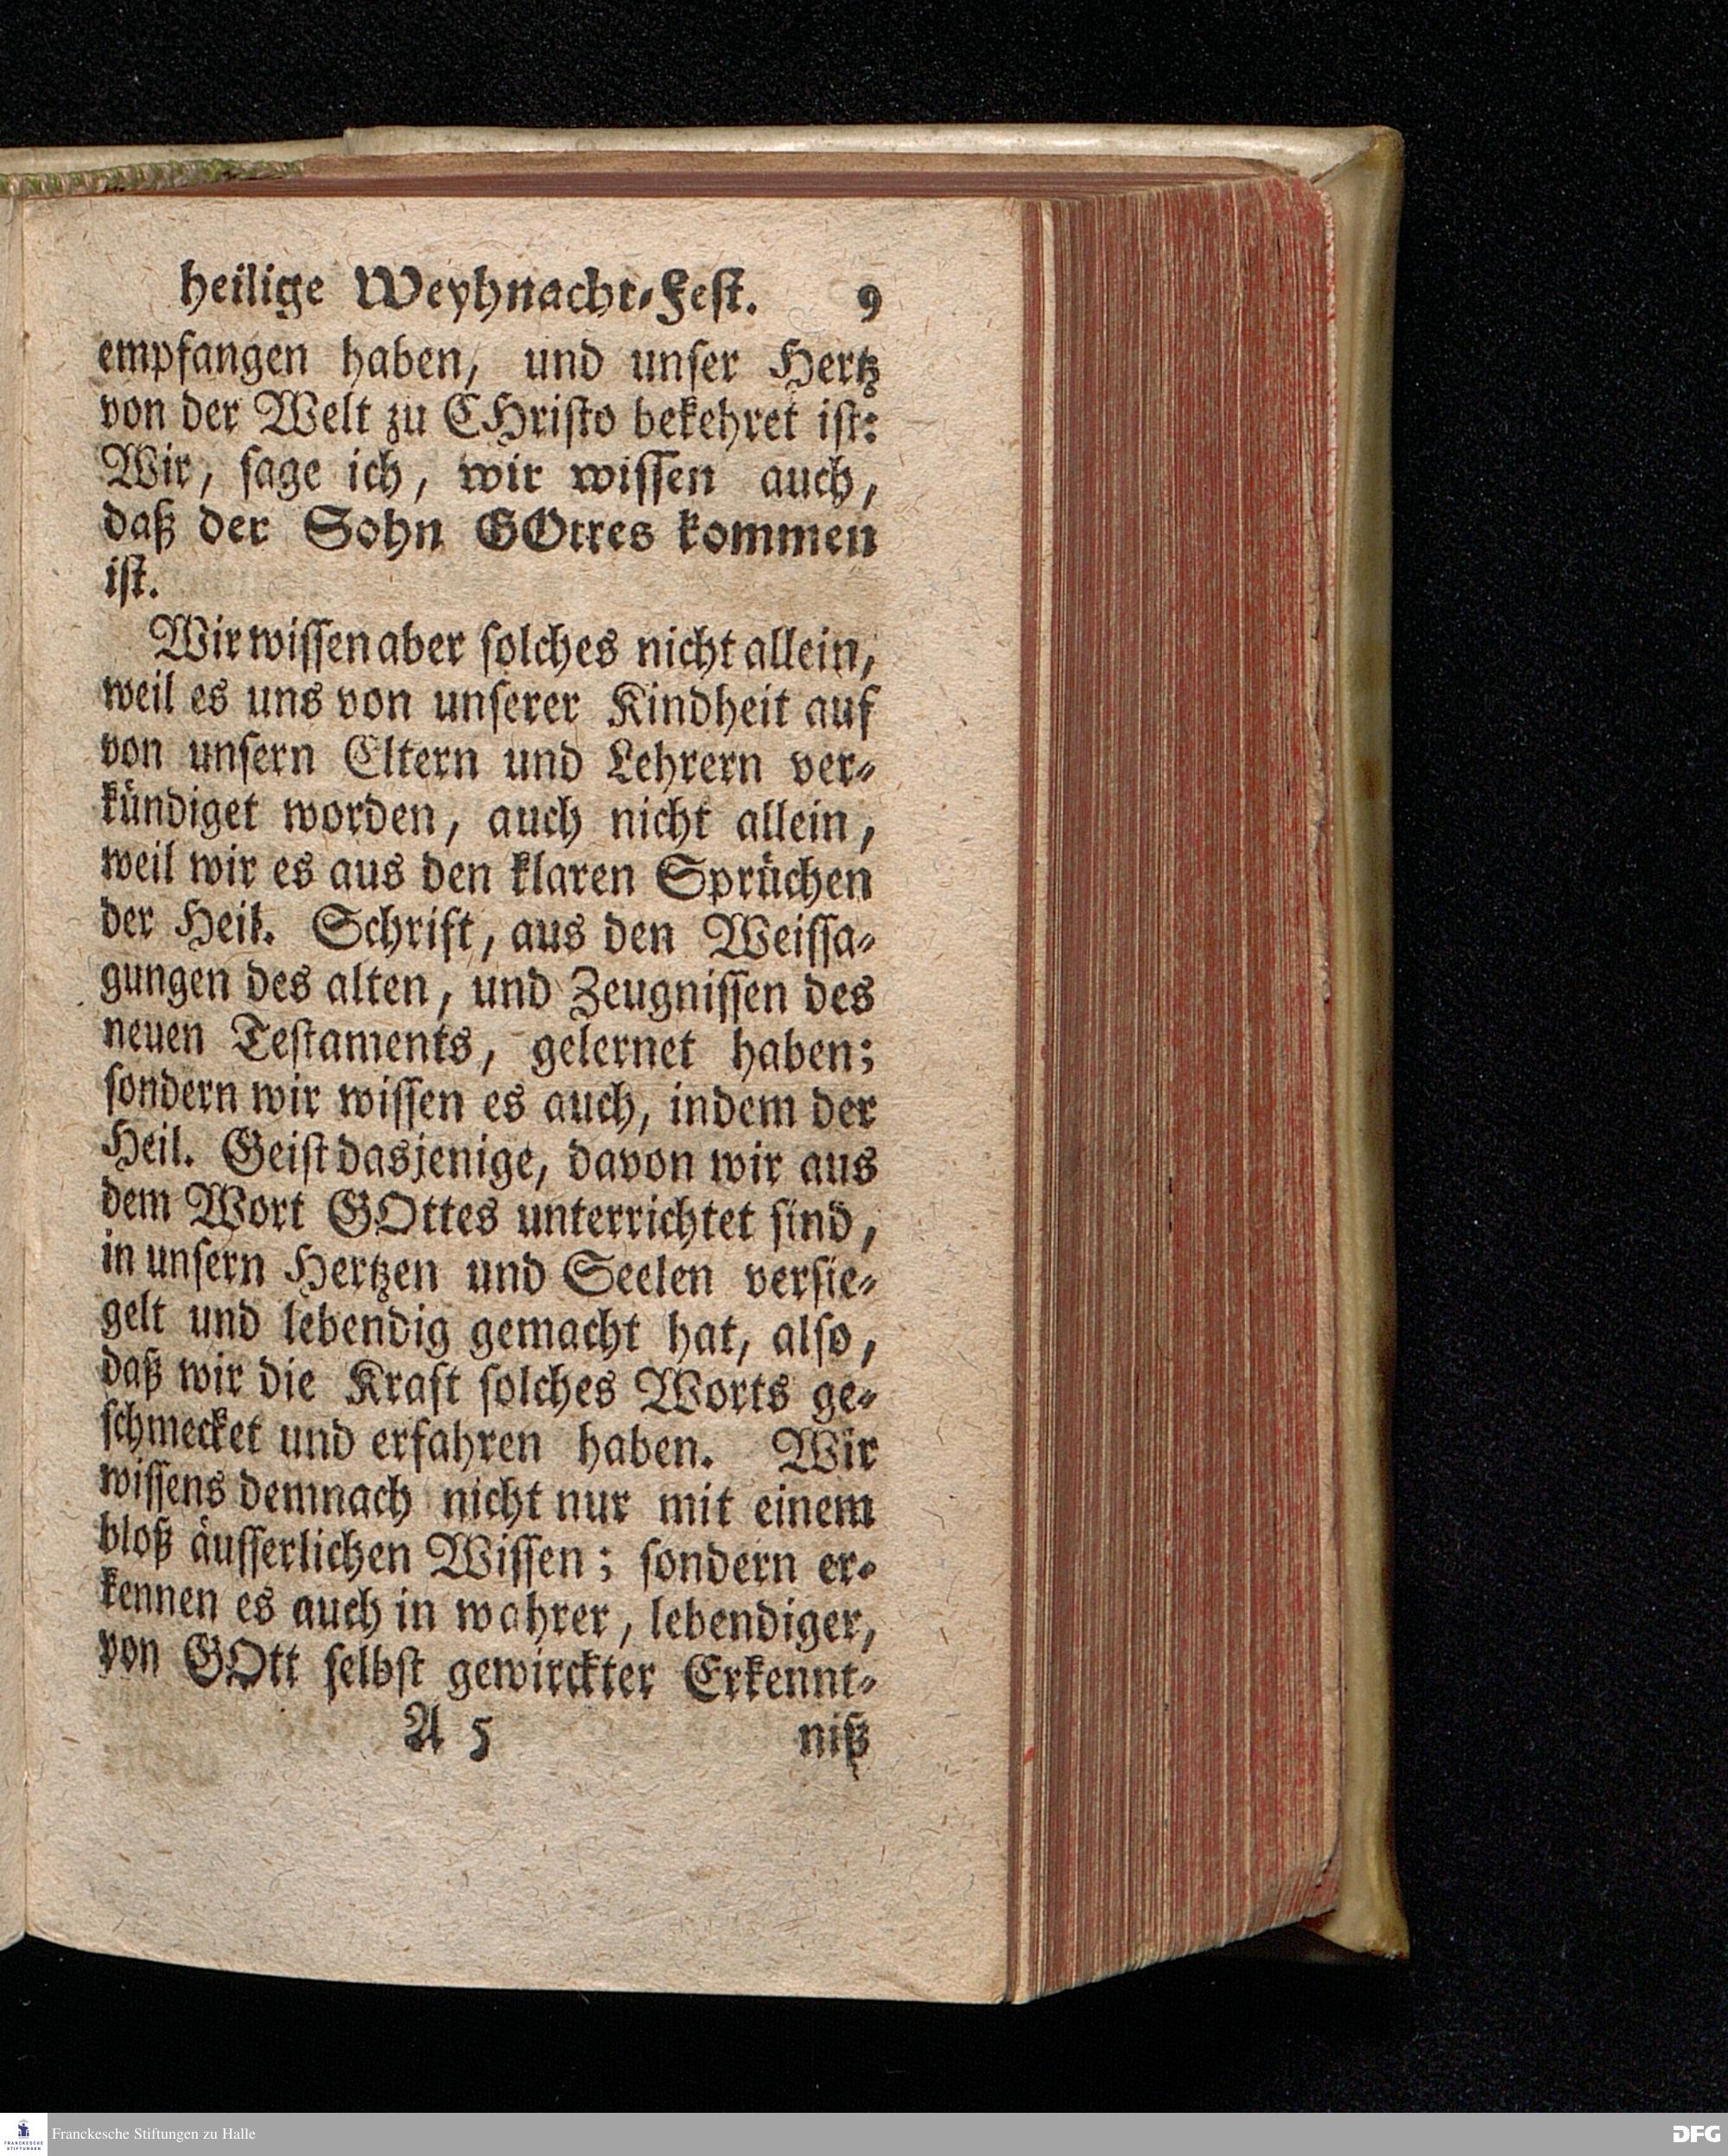 heilige Weyhnacht-Fest. 9
empfangen haben, und unſer Hertz
von der Welt zu CHriſto bekehret iſt:
Wir, ſage ich, wir wiſſen auch,
daß der Sohn GOttes kommen
iſt.
Wir wiſſen aber ſolches nicht allein,
weil es uns von unſerer Kindheit auf
von unſern Eltern und Lehrern ver-
kündiget worden, auch nicht allein,
weil wir es aus den klaren Sprüchen
der Heil. Schrift, aus den Weiſſa-
gungen des alten, und Zeugniſſen des
neuen Teſtaments, gelernet haben;
ſondern wir wiſſen es auch, indem der
Heil. Geiſt dasjenige, davon wir aus
dem Wort GOttes unterrichtet ſind,
in unſern Hertzen und Seelen verſie-
gelt und lebendig gemacht hat, alſo,
daß wir die Kraft ſolches Worts ge-
ſchmecket und erfahren haben. Wir
wiſſens demnach nicht nur mit einem
bloß äuſſerlichen Wiſſen; ſondern er-
kennen es auch in wahrer, lebendiger,
von GOtt ſelbſt gewirckter Erkennt-
A 5 niß
FRANCKESCHE STIFTUNGEN
Franckesche Stiftungen zu Halle
DFG